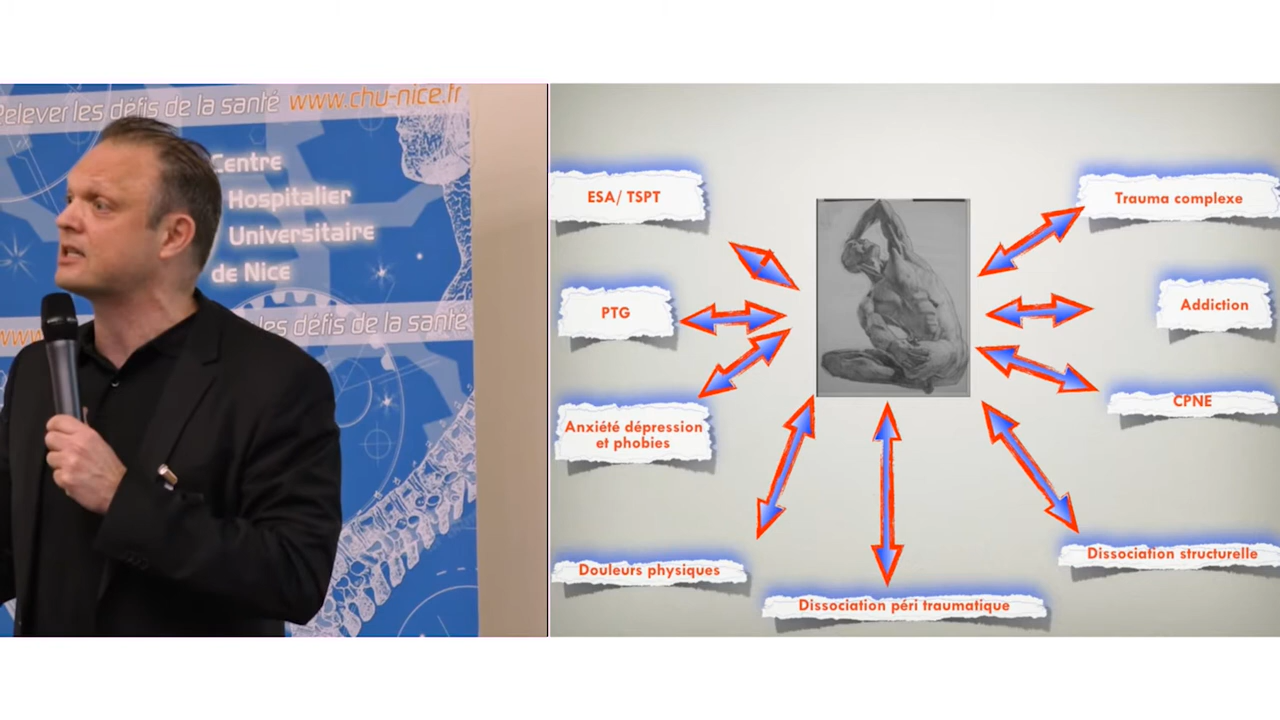 Relever les défis de la santé www.chu-nice.fr
Centre
Hospitalier
Universitaire
de Nice
www
les défis de la santé
ESA/ TSPT
PTG
Anxiété dépression
et phobies
Douleurs physiques
Dissociation péri traumatique
Trauma complexe
Addiction
CPNE
Dissociation structurelle